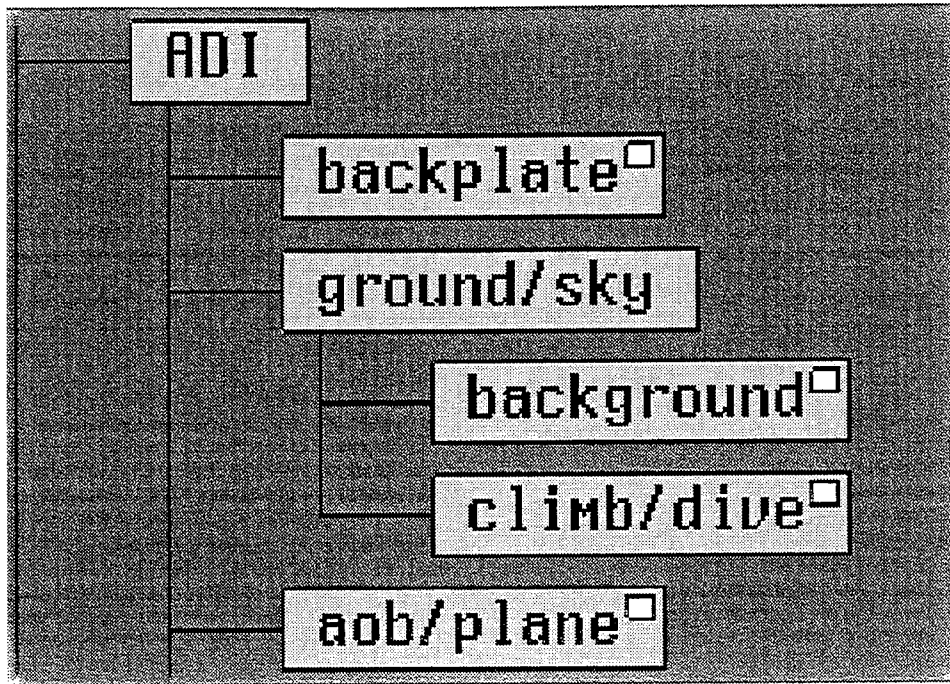 ADI
backplate
ground/sky
background
climb/dive
aob/plane